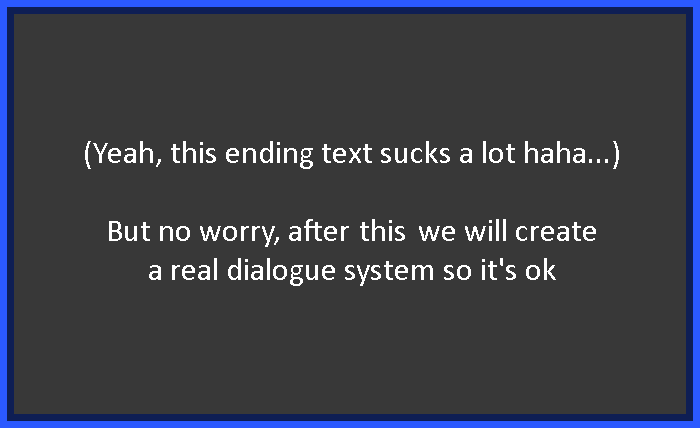 (Yeah, this ending text sucks a lot haha...)
But no worry, after this we will create
a real dialogue system so it's ok